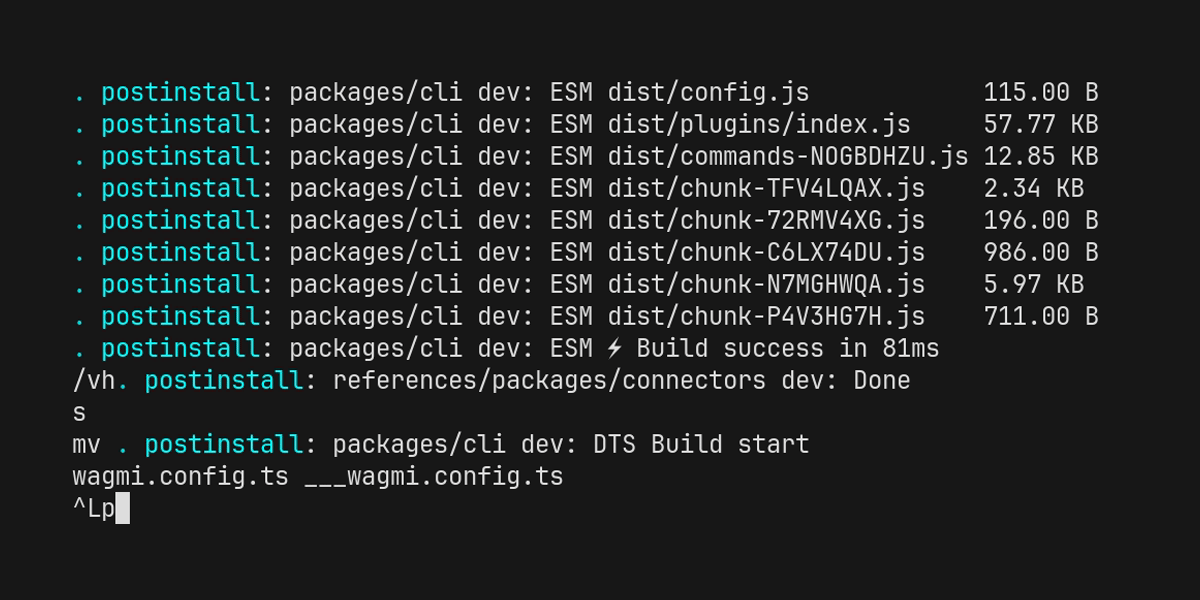 . postinstall: packages/cli dev: ESM dist/config.js            115.00 B
. postinstall: packages/cli dev: ESM dist/plugins/index.js     57.77 KB
. postinstall: packages/cli dev: ESM dist/commands-NOGBDHZU.js 12.85 KB
. postinstall: packages/cli dev: ESM dist/chunk-TFV4LQAX.js    2.34 KB
. postinstall: packages/cli dev: ESM dist/chunk-72RMV4XG.js    196.00 B
. postinstall: packages/cli dev: ESM dist/chunk-C6LX74DU.js    986.00 B
. postinstall: packages/cli dev: ESM dist/chunk-N7MGHWQA.js    5.97 KB
. postinstall: packages/cli dev: ESM dist/chunk-P4V3HG7H.js    711.00 B
. postinstall: packages/cli dev: ESM ⚡ Build success in 81ms
/vh. postinstall: references/packages/connectors dev: Done
s
mv . postinstall: packages/cli dev: DTS Build start
wagmi.config.ts ___wagmi.config.ts
^Lp